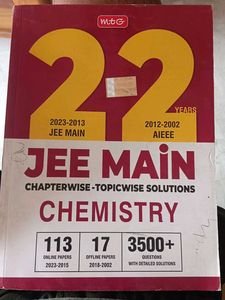 mtG
22
YEARS
2023-2013 2012-2002
JEE MAIN AIEEE
JEE MAiN
CHAPTERWISE-TOPICWISE SOLUTIONS
CHEMISTRY
113 17 3500+
ONLINE PAPERS OFFLINE PAPERS QUESTIONS
2023-2015 2018-2002 WITH DETAILED SOLUTIONS